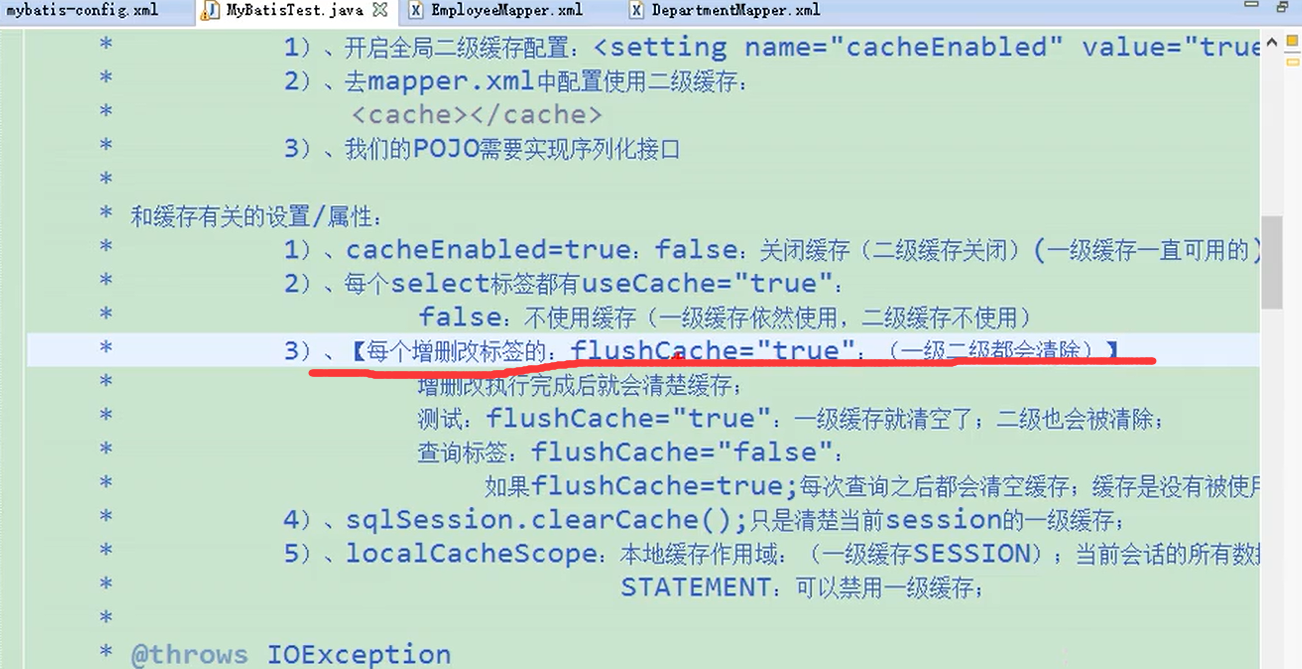 mybatis-config.xml MyBatisTest.java EmployeeMapper.xml DepartmentMapper.xml
* 1）、开启全局二级缓存配置：<setting name="cacheEnabled" value="true
* 2）、去mapper.xml中配置使用二级缓存：
* <cache></cache>
* 3）、我们的POJO需要实现序列化接口
*
* 和缓存有关的设置/属性：
* 1）、cacheEnabled=true：false：关闭缓存（二级缓存关闭）(一级缓存一直可用的)
* 2）、每个select标签都有useCache="true"：
* false：不使用缓存（一级缓存依然使用，二级缓存不使用）
* 3）、【每个增删改标签的：flushCache="true"：（一级二级都会清除）】
* 增删改执行完成后就会清楚缓存；
* 测试：flushCache="true"：一级缓存就清空了；二级也会被清除；
* 查询标签：flushCache="false"：
* 如果flushCache=true;每次查询之后都会清空缓存；缓存是没有被使用
* 4）、sqlSession.clearCache();只是清楚当前session的一级缓存；
* 5）、localCacheScope：本地缓存作用域：（一级缓存SESSION）；当前会话的所有数据
* STATEMENT：可以禁用一级缓存；
*
* @throws IOException